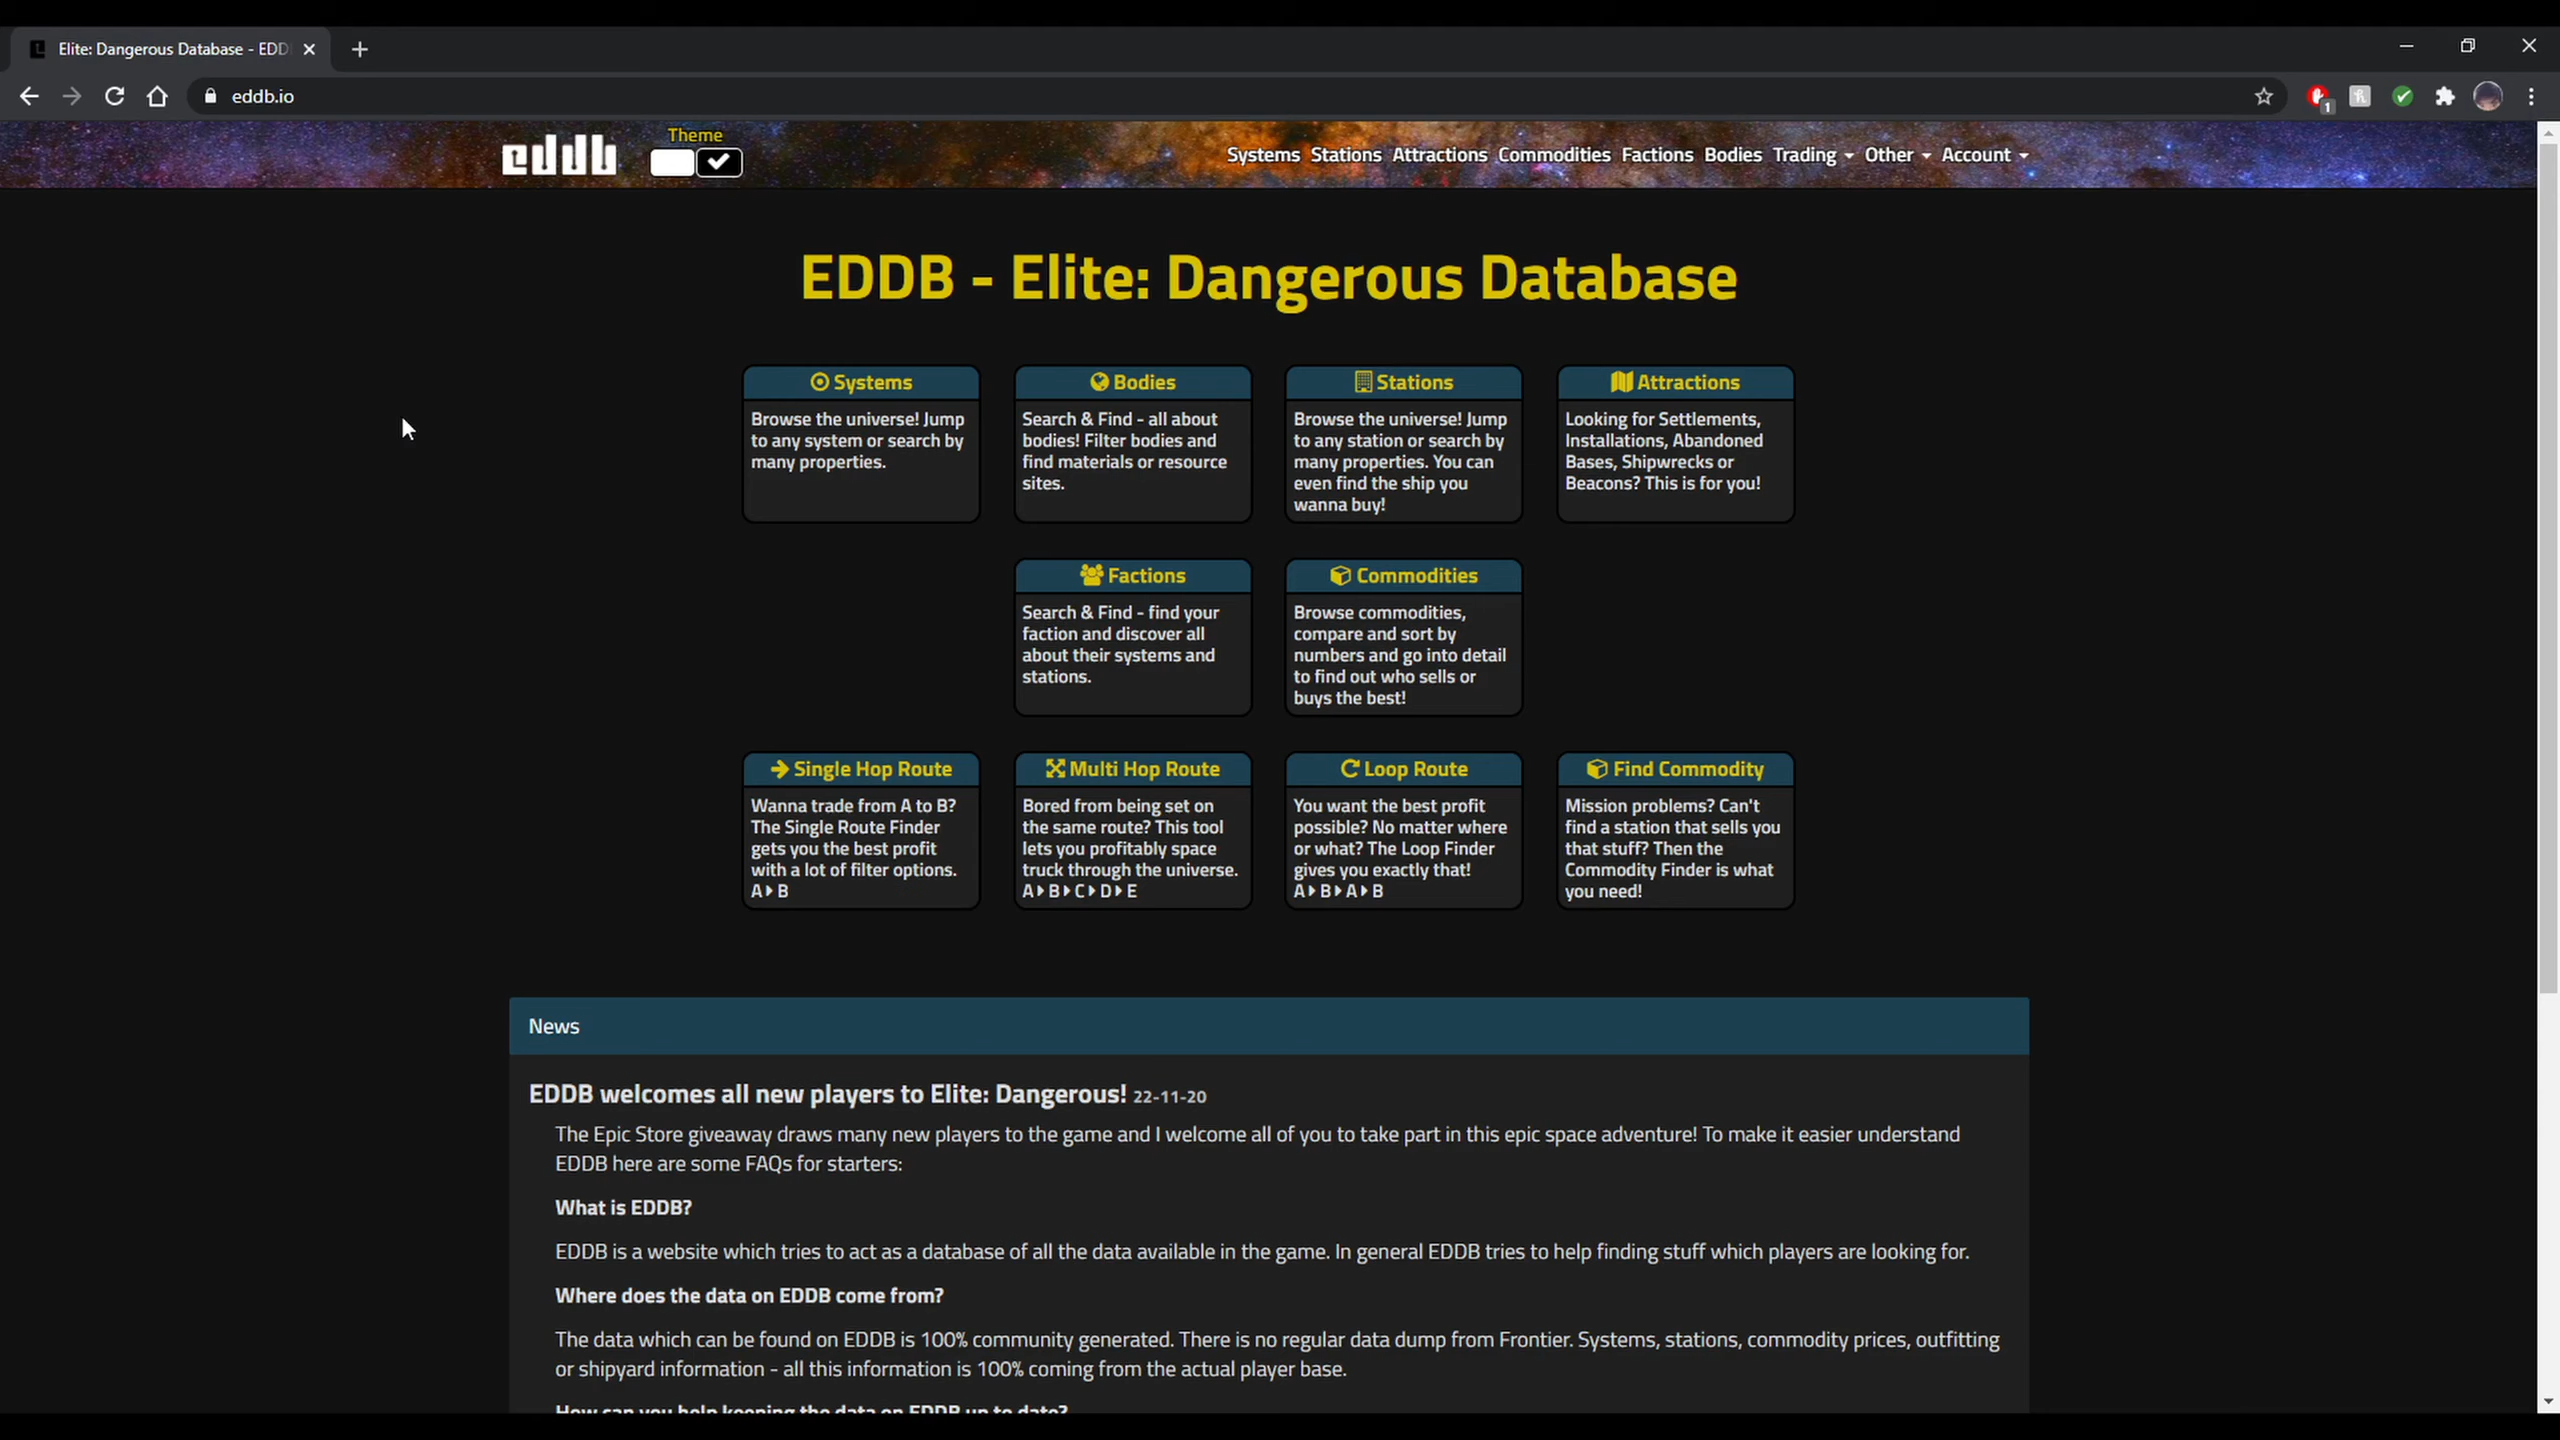 Elite: Dangerous Database - EDD
eddb.io
1
eddb
Theme
Systems Stations Attractions Commodities Factions Bodies Trading Other Account
EDDB - Elite: Dangerous Database
Systems
Browse the universe! Jump
to any system or search by
many properties.
Bodies
Search & Find - all about
bodies! Filter bodies and
find materials or resource
sites.
Stations
Browse the universe! Jump
to any station or search by
many properties. You can
even find the ship you
wanna buy!
Attractions
Looking for Settlements,
Installations, Abandoned
Bases, Shipwrecks or
Beacons? This is for you!
Factions
Search & Find - find your
faction and discover all
about their systems and
stations.
Commodities
Browse commodities,
compare and sort by
numbers and go into detail
to find out who sells or
buys the best!
Single Hop Route
Wanna trade from A to B?
The Single Route Finder
gets you the best profit
with a lot of filter options.
A▸B
Multi Hop Route
Bored from being set on
the same route? This tool
lets you profitably space
truck through the universe.
A▸B▸C▸D▸E
Loop Route
You want the best profit
possible? No matter where
or what? The Loop Finder
gives you exactly that!
A▸B▸A▸B
Find Commodity
Mission problems? Can't
find a station that sells you
that stuff? Then the
Commodity Finder is what
you need!
News
EDDB welcomes all new players to Elite: Dangerous! 22-11-20
The Epic Store giveaway draws many new players to the game and I welcome all of you to take part in this epic space adventure! To make it easier understand
EDDB here are some FAQs for starters:
What is EDDB?
EDDB is a website which tries to act as a database of all the data available in the game. In general EDDB tries to help finding stuff which players are looking for.
Where does the data on EDDB come from?
The data which can be found on EDDB is 100% community generated. There is no regular data dump from Frontier. Systems, stations, commodity prices, outfitting
or shipyard information - all this information is 100% coming from the actual player base.
How can you help keeping the data on EDDB up to date?